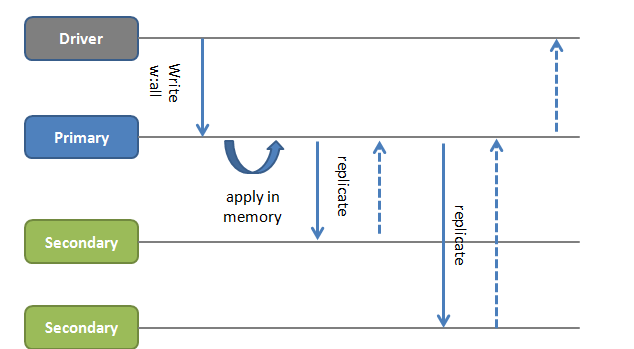 Driver
Write
w:all
Primary
apply in
memory
replicate
replicate
Secondary
Secondary